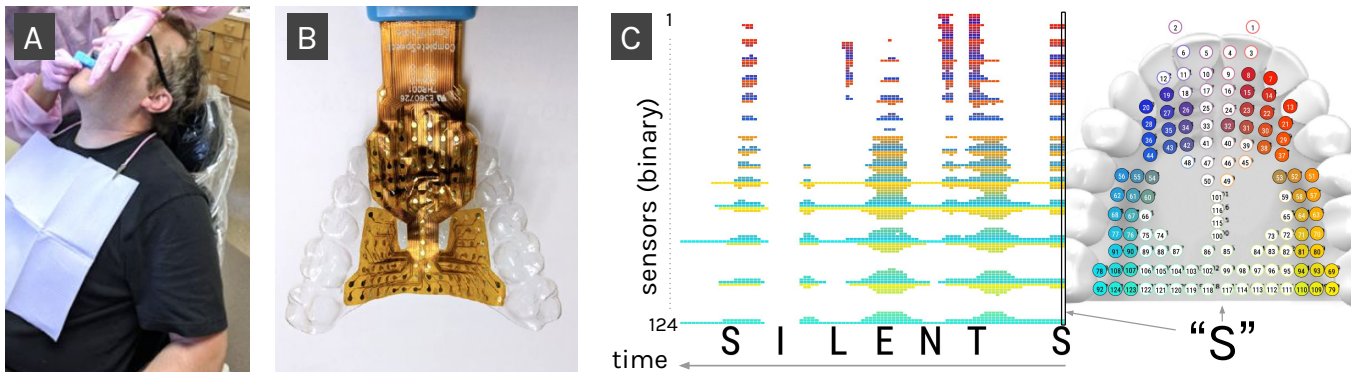 A
B
CompleteSpeech
E360726
C
1
sensors (binary)
124
S I L E N T S
time
"S"
2 1
6 5 4 3
12 11 10 9 8 7
19 18 17 16 15 14
20 27 26 25 24 23 22 13
28 35 34 33 32 31 30 21
36 43 42 41 40 39 38 29
44 48 47 46 45 37
56 55 54 50 49 53 52 51
62 61 60 101 59 58 57
68 67 66 116 65 64 63
77 76 75 74 115 100 73 72 71 70
91 90 89 88 87 86 85 84 83 82 81 80
78 108 107 106 105 104 103 102 99 98 97 96 95 94 93 69
92 124 123 122 121 120 119 118 117 114 113 112 111 110 109 79